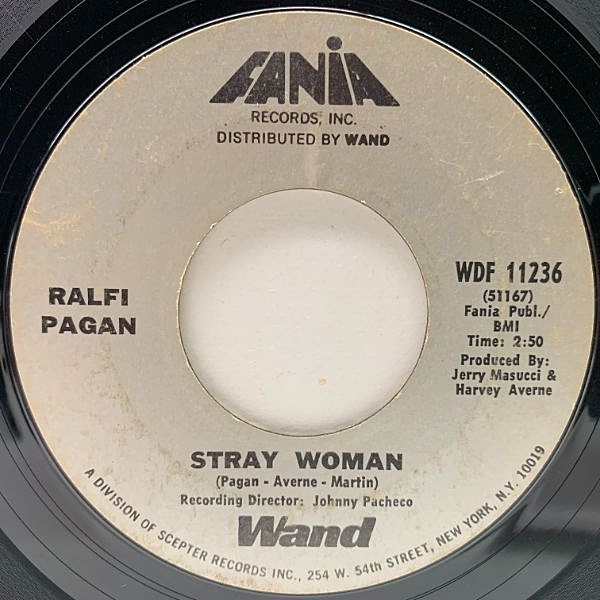 FANIA
RECORDS, INC.
DISTRIBUTED BY WAND
RALFI
PAGAN
WDF 11236
(51167)
Fania Publ./
BMI
Time: 2:50
Produced By:
Jerry Masucci &
Harvey Averne
STRAY WOMAN
(Pagan - Averne - Martin)
Recording Director: Johnny Pacheco
Wand
A DIVISION OF SCEPTER RECORDS INC., 254 W. 54th STREET, NEW YORK, N.Y. 10019